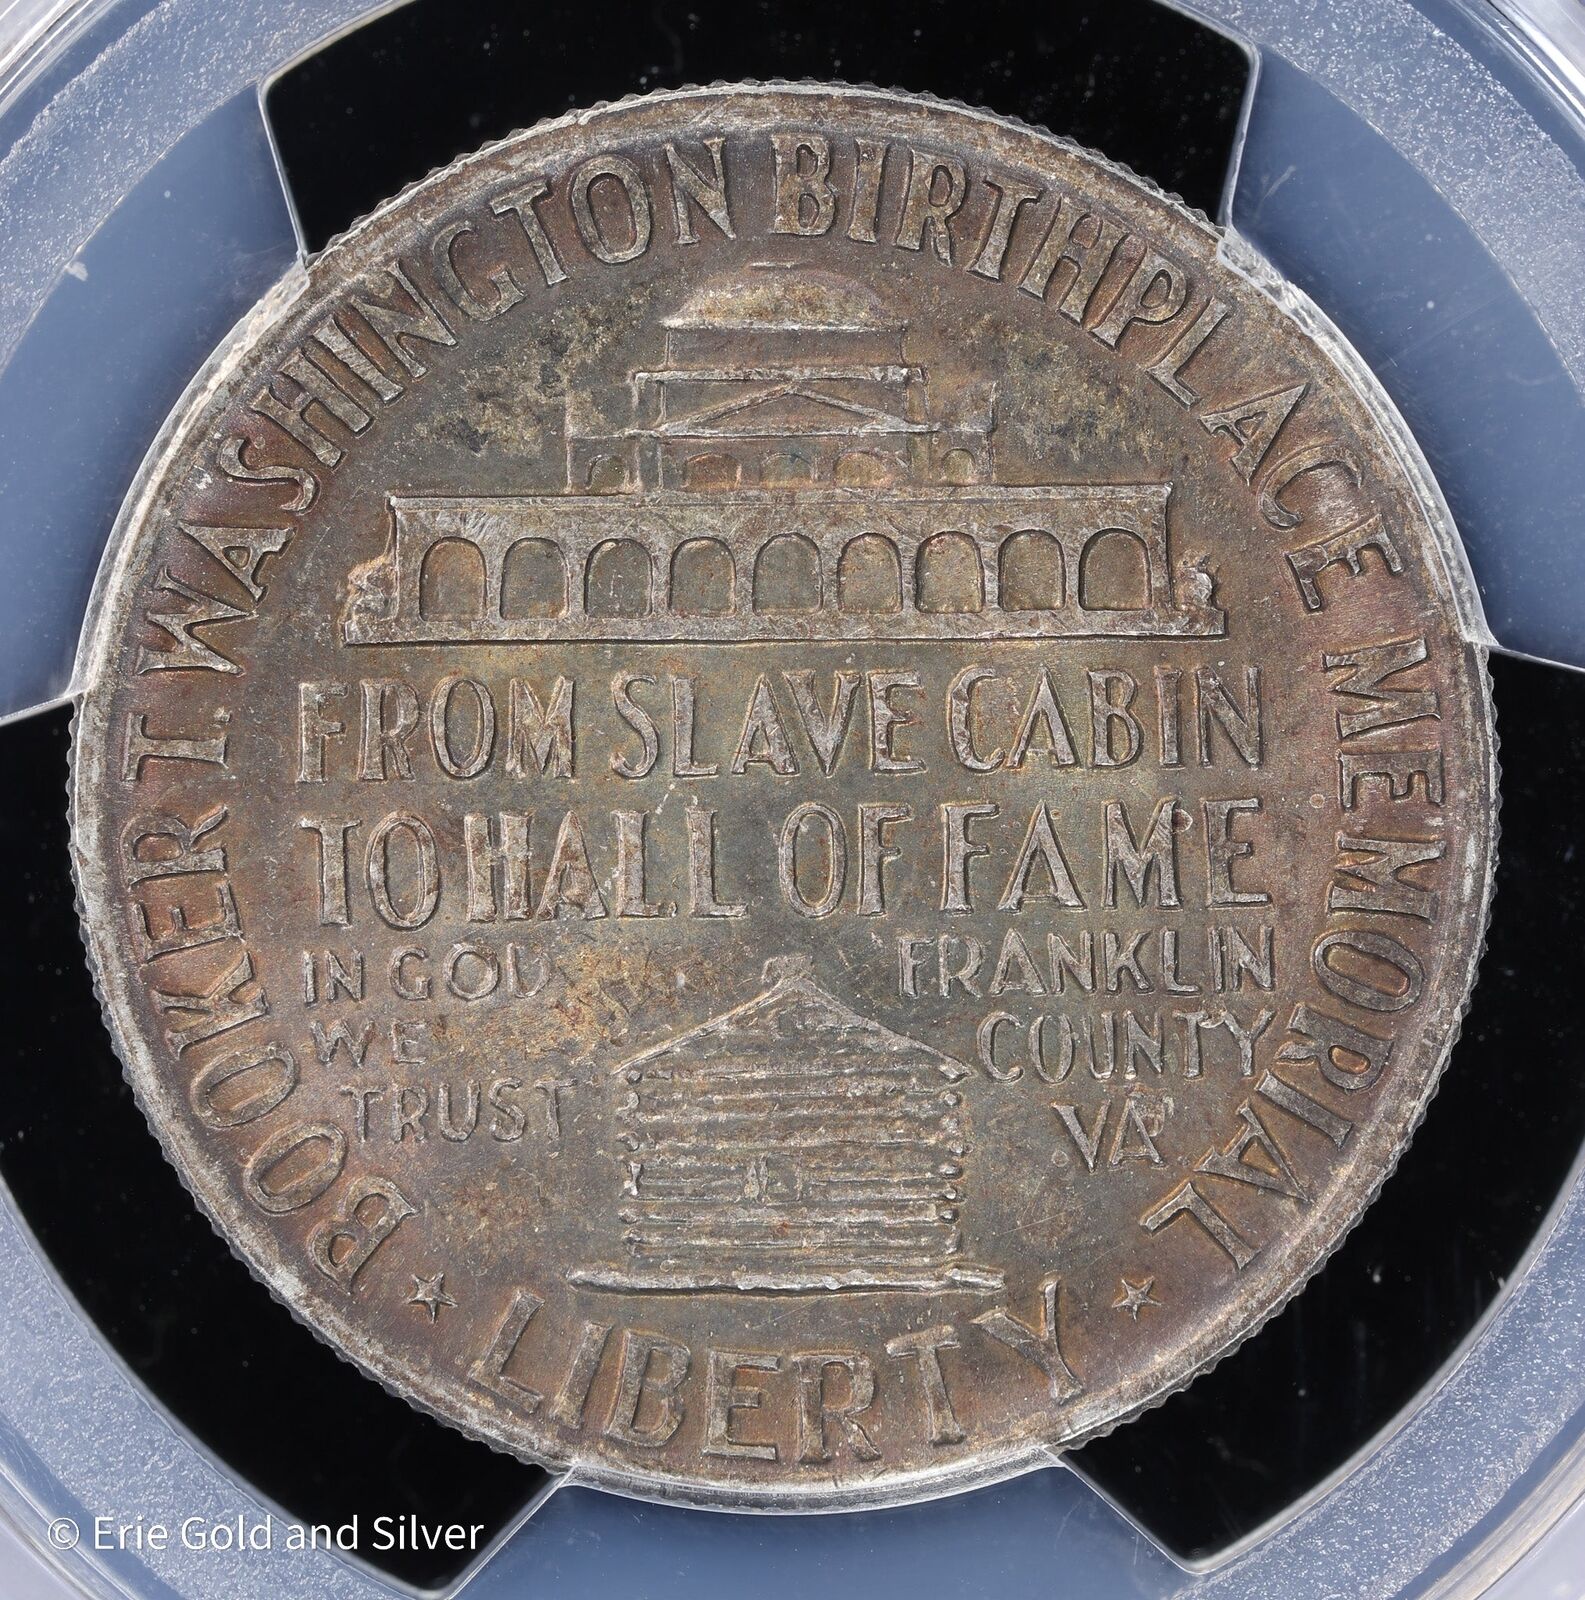 BOOKER T. WASHINGTON BIRTHPLACE MEMORIAL
FROM SLAVE CABIN
TO HALL OF FAME
IN GOD
WE
TRUST
FRANKLIN
COUNTY
VA
LIBERTY
© Erie Gold and Silver